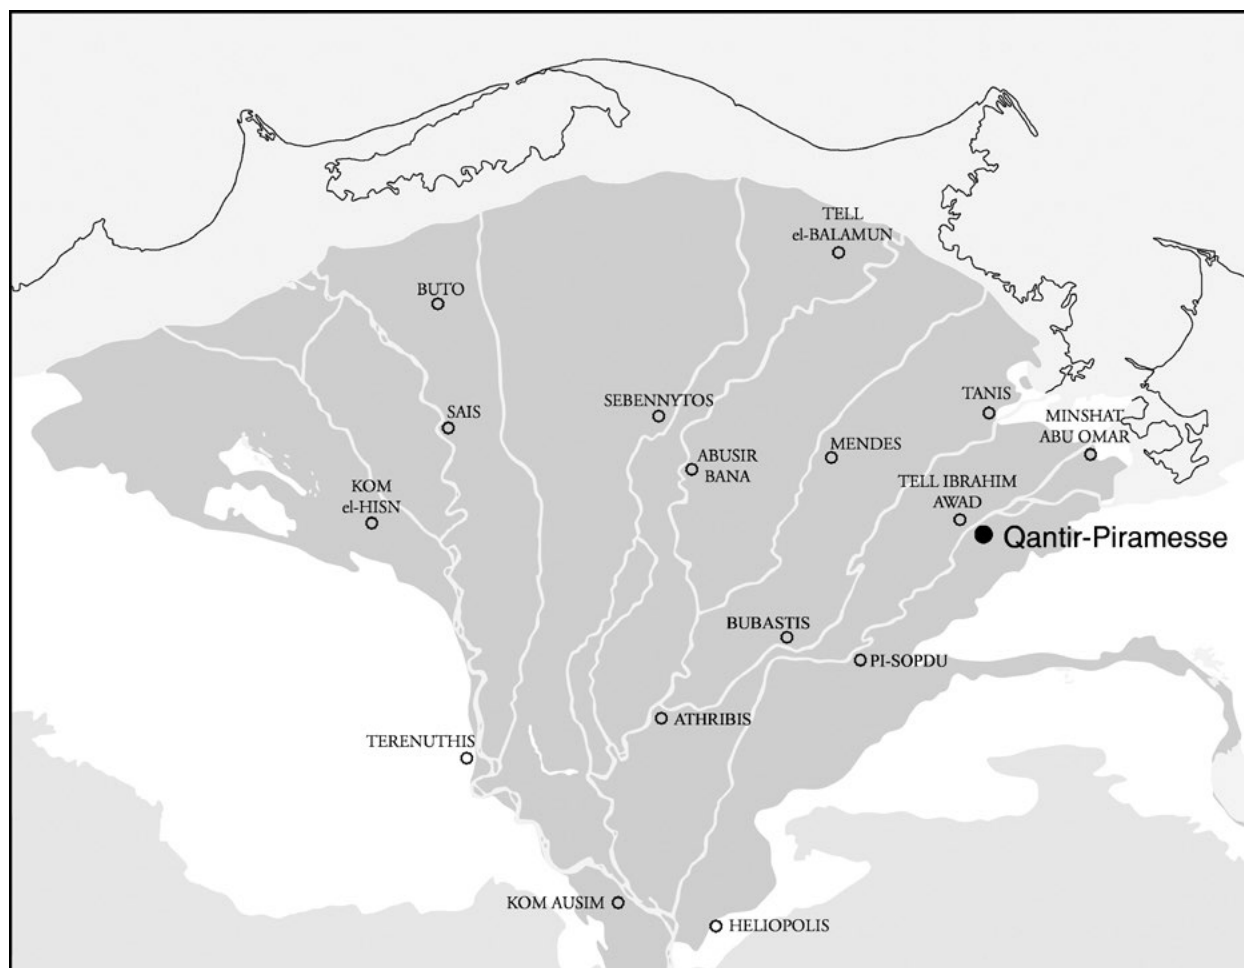 TELL
el-BALAMUN
BUTO
SEBENNYTOS
TANIS
SAIS
MINSHAT
ABU OMAR
ABUSIR
BANA
MENDES
KOM
el-HISN
TELL IBRAHIM
AWAD
Qantir-Piramesse
BUBASTIS
PI-SOPDU
ATHRIBIS
TERENUTHIS
KOM AUSIM
HELIOPOLIS